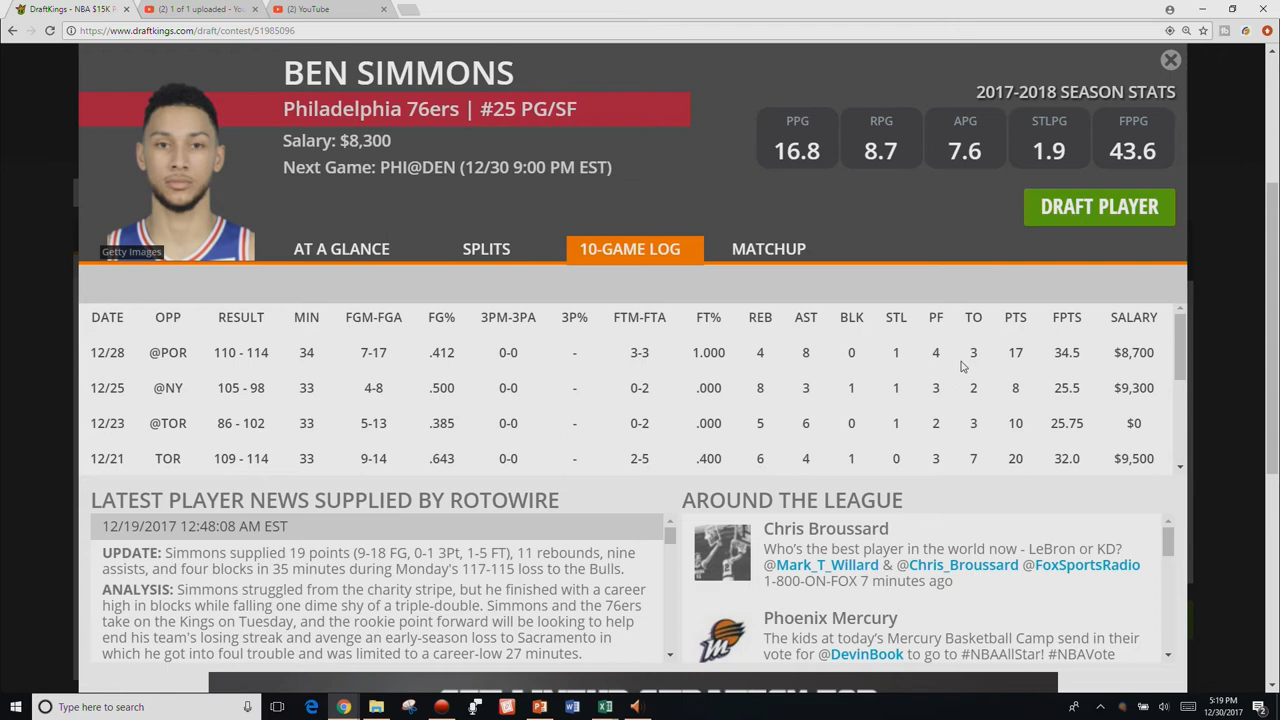 DraftKings - NBA $15K P
(2) 1 of 1 uploaded - You
(2) YouTube
https://www.draftkings.com/draft/contest/51985096
BEN SIMMONS
Philadelphia 76ers | #25 PG/SF
Salary: $8,300
Next Game: PHI@DEN (12/30 9:00 PM EST)
2017-2018 SEASON STATS
PPG RPG APG STLPG FPPG
16.8 8.7 7.6 1.9 43.6
DRAFT PLAYER
Getty Images
AT A GLANCE SPLITS 10-GAME LOG MATCHUP
DATE OPP RESULT MIN FGM-FGA FG% 3PM-3PA 3P% FTM-FTA FT% REB AST BLK STL PF TO PTS FPTS SALARY
12/28 @POR 110 - 114 34 7-17 .412 0-0 - 3-3 1.000 4 8 0 1 4 3 17 34.5 $8,700
12/25 @NY 105 - 98 33 4-8 .500 0-0 - 0-2 .000 8 3 1 1 3 2 8 25.5 $9,300
12/23 @TOR 86 - 102 33 5-13 .385 0-0 - 0-2 .000 5 6 0 1 2 3 10 25.75 $0
12/21 TOR 109 - 114 33 9-14 .643 0-0 - 2-5 .400 6 4 1 0 3 7 20 32.0 $9,500
LATEST PLAYER NEWS SUPPLIED BY ROTOWIRE
12/19/2017 12:48:08 AM EST
UPDATE: Simmons supplied 19 points (9-18 FG, 0-1 3Pt, 1-5 FT), 11 rebounds, nine
assists, and four blocks in 35 minutes during Monday's 117-115 loss to the Bulls.
ANALYSIS: Simmons struggled from the charity stripe, but he finished with a career
high in blocks while falling one dime shy of a triple-double. Simmons and the 76ers
take on the Kings on Tuesday, and the rookie point forward will be looking to help
end his team's losing streak and avenge an early-season loss to Sacramento in
which he got into foul trouble and was limited to a career-low 27 minutes.
AROUND THE LEAGUE
Chris Broussard
Who's the best player in the world now - LeBron or KD?
@Mark_T_Willard & @Chris_Broussard @FoxSportsRadio
1-800-ON-FOX 7 minutes ago
Phoenix Mercury
The kids at today's Mercury Basketball Camp send in their
vote for @DevinBook to go to #NBAAllStar! #NBAVote
Type here to search
5:19 PM
12/30/2017